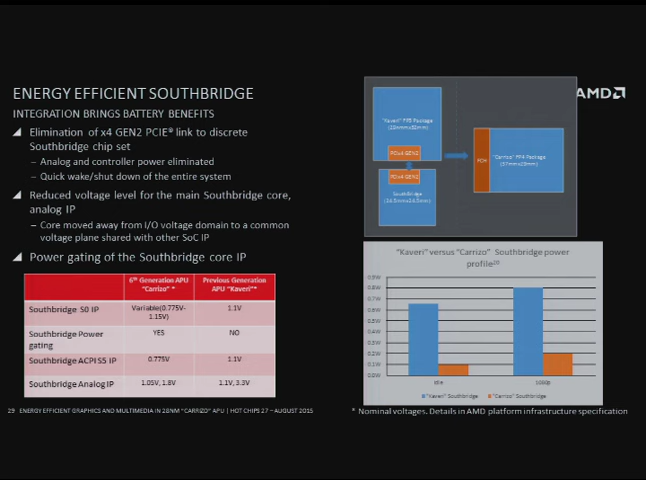 ENERGY EFFICIENT SOUTHBRIDGE
AMD
INTEGRATION BRINGS BATTERY BENEFITS
Elimination of x4 GEN2 PCIE® link to discrete
Southbridge chip set
– Analog and controller power eliminated
– Quick wake/shut down of the entire system
Reduced voltage level for the main Southbridge core,
analog IP
– Core moved away from I/O voltage domain to a common
voltage plane shared with other SoC IP
Power gating of the Southbridge core IP
6th Generation APU
"Carrizo" *
Previous Generation
APU "Kaveri"*
Southbridge S0 IP
Variable(0.775V-
1.15V)
1.1V
Southbridge Power
gating
YES
NO
Southbridge ACPI S5 IP
0.775V
1.1V
Southbridge Analog IP
1.05V, 1.8V
1.1V, 3.3V
Package
PCIx4 GEN2
PCIx4 GEN2
Southbridge
"Carrizo" FP4 Package
"Kaveri" versus "Carrizo" Southbridge power
profile
0.9W
0.8W
0.7W
0.6W
0.5W
0.4W
0.3W
0.2W
0.1W
0.0W
Idle
1080p
"Kaveri" Southbridge
"Carrizo" Southbridge
29 ENERGY EFFICIENT GRAPHICS AND MULTIMEDIA IN 28NM "CARRIZO" APU | HOT CHIPS 27 – AUGUST 2015
* Nominal voltages. Details in AMD platform infrastructure specification